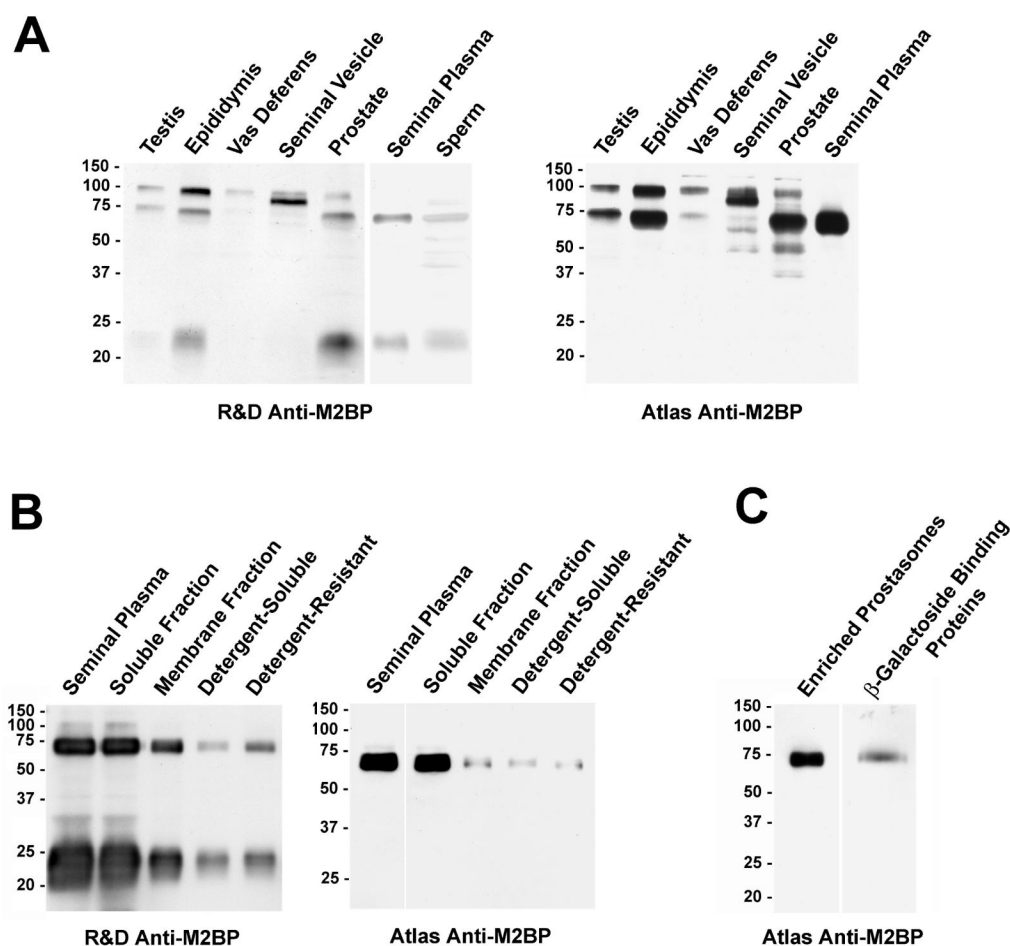 A
Testis
Epididymis
Vas Deferens
Seminal Vesicle
Prostate
Seminal Plasma
Sperm
150 -
100 -
75 -
50 -
37 -
25 -
20 -
R&D Anti-M2BP
Testis
Epididymis
Vas Deferens
Seminal Vesicle
Prostate
Seminal Plasma
150 -
100 -
75 -
50 -
37 -
25 -
20 -
Atlas Anti-M2BP
B
Seminal Plasma
Soluble Fraction
Membrane Fraction
Detergent-Soluble
Detergent-Resistant
150 -
100 -
75 -
50 -
37 -
25 -
20 -
R&D Anti-M2BP
Seminal Plasma
Soluble Fraction
Membrane Fraction
Detergent-Soluble
Detergent-Resistant
150 -
100 -
75 -
50 -
37 -
25 -
Atlas Anti-M2BP
C
Enriched Prostasomes
β-Galactoside Binding
Proteins
150 -
100 -
75 -
50 -
37 -
25 -
20 -
Atlas Anti-M2BP